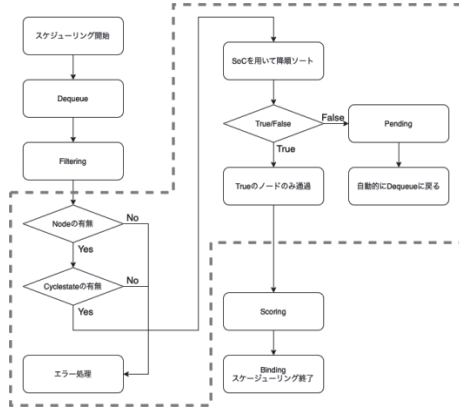 スケジューリング開始
Dequeue
Filtering
Nodeの有無
No
Yes
Cyclestateの有無
No
Yes
エラー処理
SoCを用いて降順ソート
True/False
False
Pending
True
Trueのノードのみ通過
自動的にDequeueに戻る
Scoring
Binding
スケージューリング終了